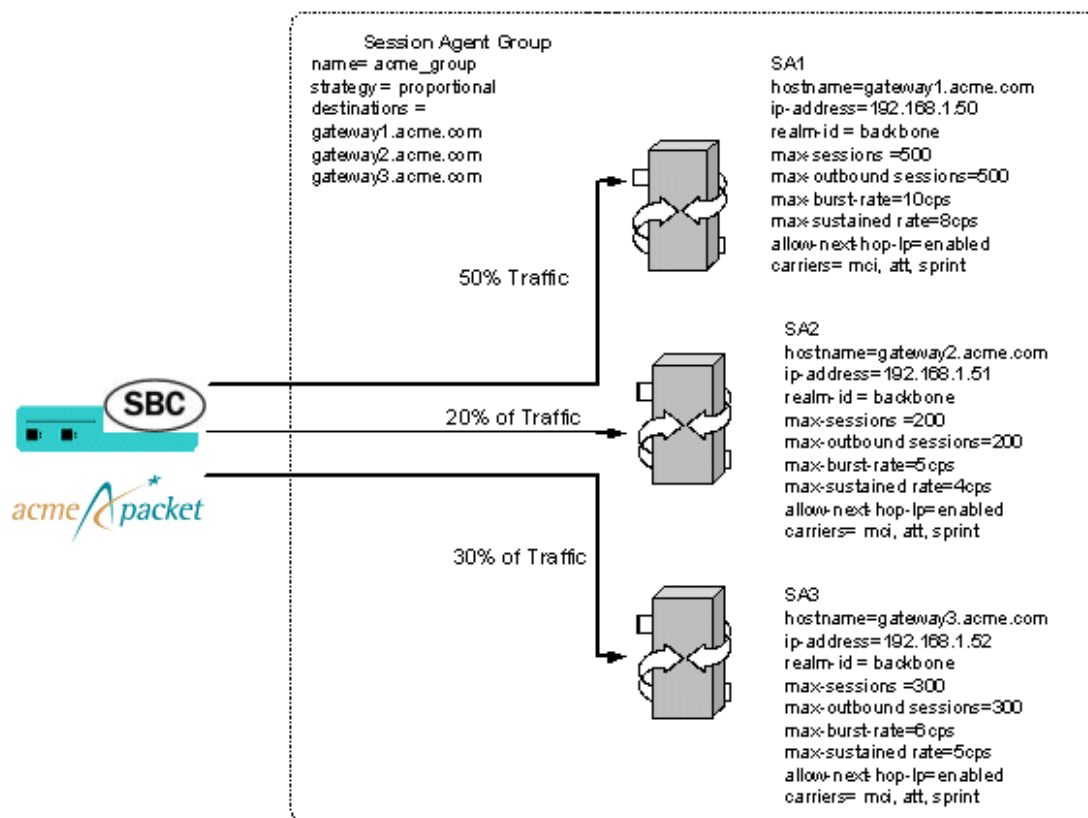 Session Agent Group
name= acme_group
strategy = proportional
destinations =
gateway1.acme.com
gateway2.acme.com
gateway3.acme.com
SA1
hostname=gateway1.acme.com
ip-address=192.168.1.50
realm-id = backbone
max-sessions =500
max-outbound sessions=500
max-burst-rate=10cps
max-sustained rate=8cps
allow-next-hop-lp=enabled
carriers= mci, att, sprint
50% Traffic
SA2
hostname=gateway2.acme.com
ip-address=192.168.1.51
realm-id = backbone
max-sessions =200
max-outbound sessions=200
max-burst-rate=5cps
max-sustained rate=4cps
allow-next-hop-lp=enabled
carriers= mci, att, sprint
SBC
20% of Traffic
acme packet
30% of Traffic
SA3
hostname=gateway3.acme.com
ip-address=192.168.1.52
realm-id = backbone
max-sessions =300
max-outbound sessions=300
max-burst-rate=6cps
max-sustained rate=5cps
allow-next-hop-lp=enabled
carriers= mci, att, sprint